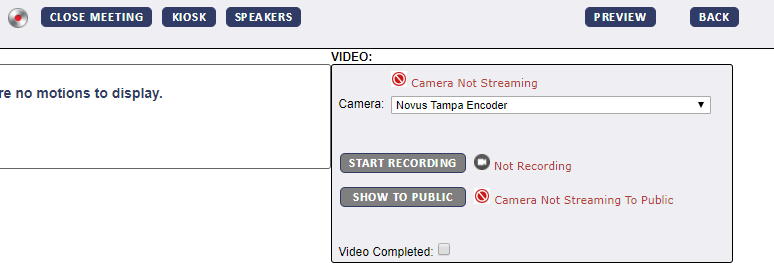 CLOSE MEETING KIOSK SPEAKERS PREVIEW BACK
VIDEO:
Camera Not Streaming
re no motions to display.
Camera: Novus Tampa Encoder
START RECORDING Not Recording
SHOW TO PUBLIC Camera Not Streaming To Public
Video Completed: